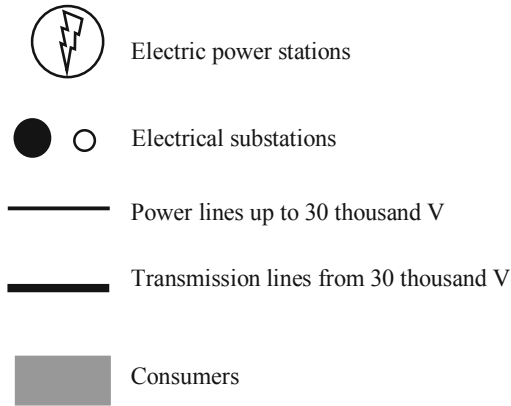 Electric power stations
Electrical substations
Power lines up to 30 thousand V
Transmission lines from 30 thousand V
Consumers